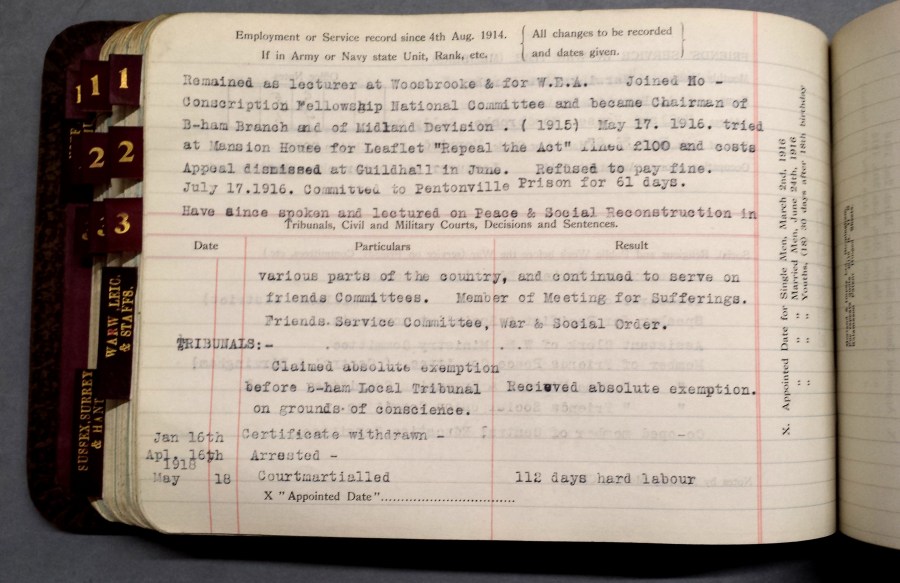 Employment or Service record since 4th Aug. 1914.
If in Army or Navy state Unit, Rank, etc.
All changes to be recorded
and dates given.
Remained as lecturer at Woosbrooke & for W.E.A. Joined No -
Conscription Fellowship National Committee and became Chairman of
B-ham Branch and of Midland Devision . ( 1915) May 17. 1916. tried
at Mansion House for Leaflet "Repeal the Act" fined £100 and costs
Appeal dismissed at Guildhall in June. Refused to pay fine.
July 17.1916. Committed to Pentonville Prison for 61 days.
Have since spoken and lectured on Peace & Social Reconstruction in
Tribunals, Civil and Military Courts, Decisions and Sentences.
Date Particulars Result
various parts of the country, and continued to serve on
friends Committees. Member of Meeting for Sufferings.
Friends Service Committee, War & Social Order.
TRIBUNALS:-
Claimed absolute exemption
before B-ham Local Tribunal Recieved absolute exemption.
on grounds of conscience.
Jan 16th Certificate withdrawn -
Apl. 16th Arrested -
1918
May 18 Courtmartialled 112 days hard labour
X "Appointed Date"
X. Appointed Date for Single Men, March 2nd, 1916
" " Married Men, June 24th, 1916
" " Youths, (18) 30 days after 18th birthday
1 1
2 2
3
WARW LEIC.
& STAFFS.
SUSSEX, SURREY
& HANT